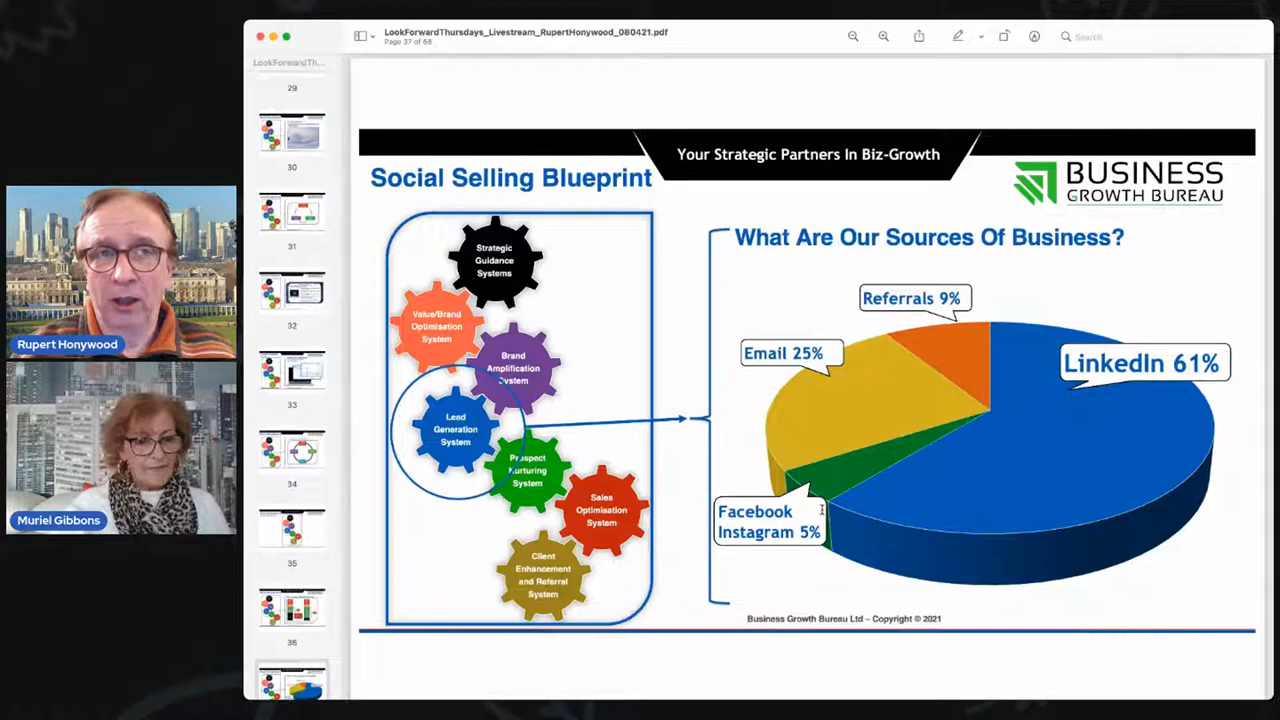 LookForwardThursdays_Livestream_RupertHonywood_080421.pdf
Page 37 of 68
Search
LookForwardTh...
29
30
31
32
33
34
35
36
Your Strategic Partners In Biz-Growth
Social Selling Blueprint
BUSINESS
GROWTH BUREAU
Strategic
Guidance
Systems
Value/Brand
Optimisation
System
Brand
Amplification
System
Lead
Generation
System
Prospect
Nurturing
System
Sales
Optimisation
System
Client
Enhancement
and Referral
System
What Are Our Sources Of Business?
Referrals 9%
Email 25%
LinkedIn 61%
Facebook
Instagram 5%
Business Growth Bureau Ltd – Copyright © 2021
Rupert Honywood
Muriel Gibbons